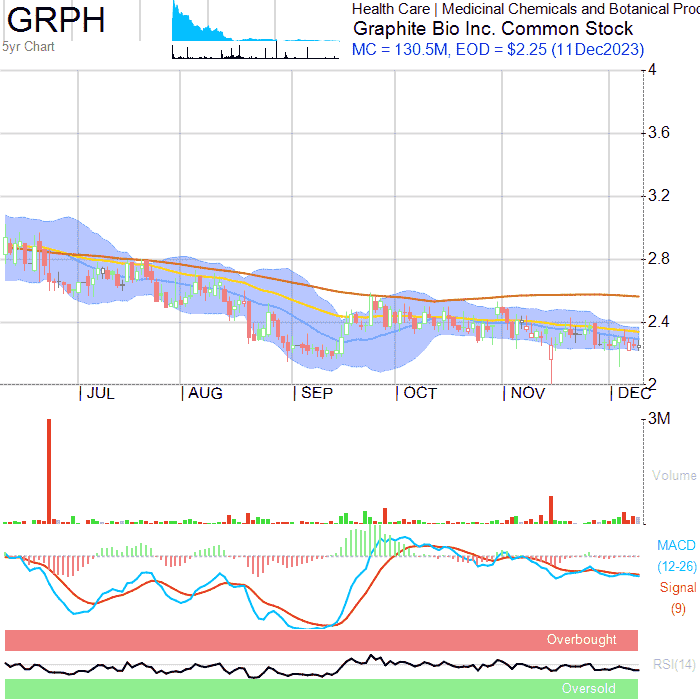 GRPH
5yr Chart
Health Care | Medicinal Chemicals and Botanical Proc
Graphite Bio Inc. Common Stock
MC = 130.5M, EOD = $2.25 (11Dec2023)
4
3.6
3.2
2.8
2.4
2
JUL
AUG
SEP
OCT
NOV
DEC
3M
Volume
MACD
(12-26)
Signal
(9)
Overbought
RSI(14)
Oversold